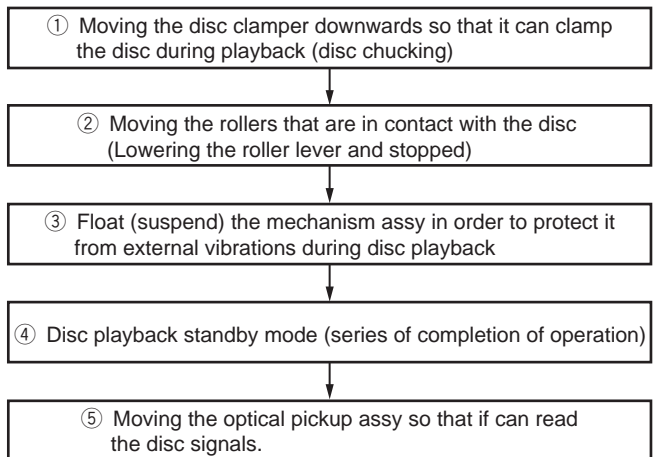 ① Moving the disc clamper downwards so that it can clamp
the disc during playback (disc chucking)
② Moving the rollers that are in contact with the disc
(Lowering the roller lever and stopped)
③ Float (suspend) the mechanism assy in order to protect it
from external vibrations during disc playback
④ Disc playback standby mode (series of completion of operation)
⑤ Moving the optical pickup assy so that if can read
the disc signals.